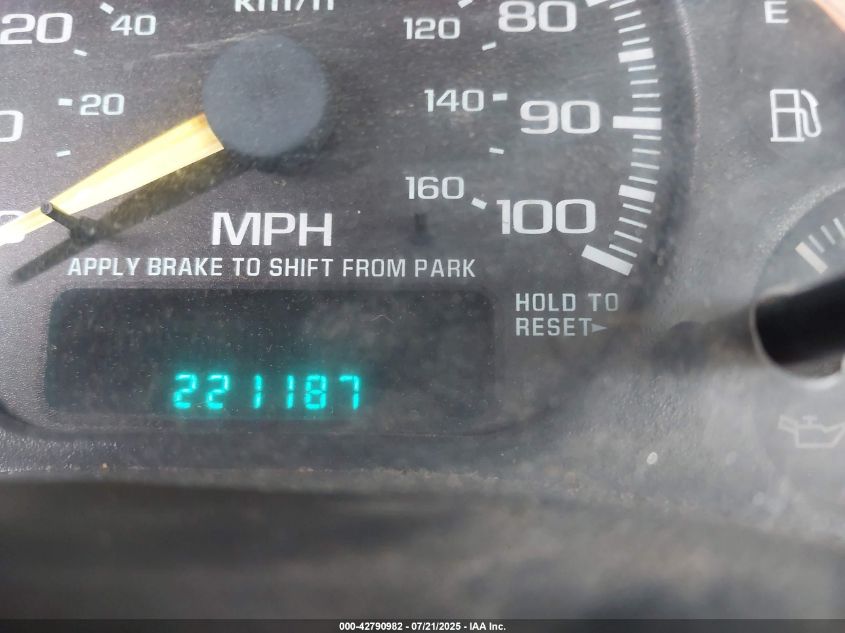 km/h
20
40
120
80
E
20
140
90
160
100
MPH
APPLY BRAKE TO SHIFT FROM PARK
HOLD TO
RESET►
221187
000-42790982 - 07/21/2025 - IAA Inc.